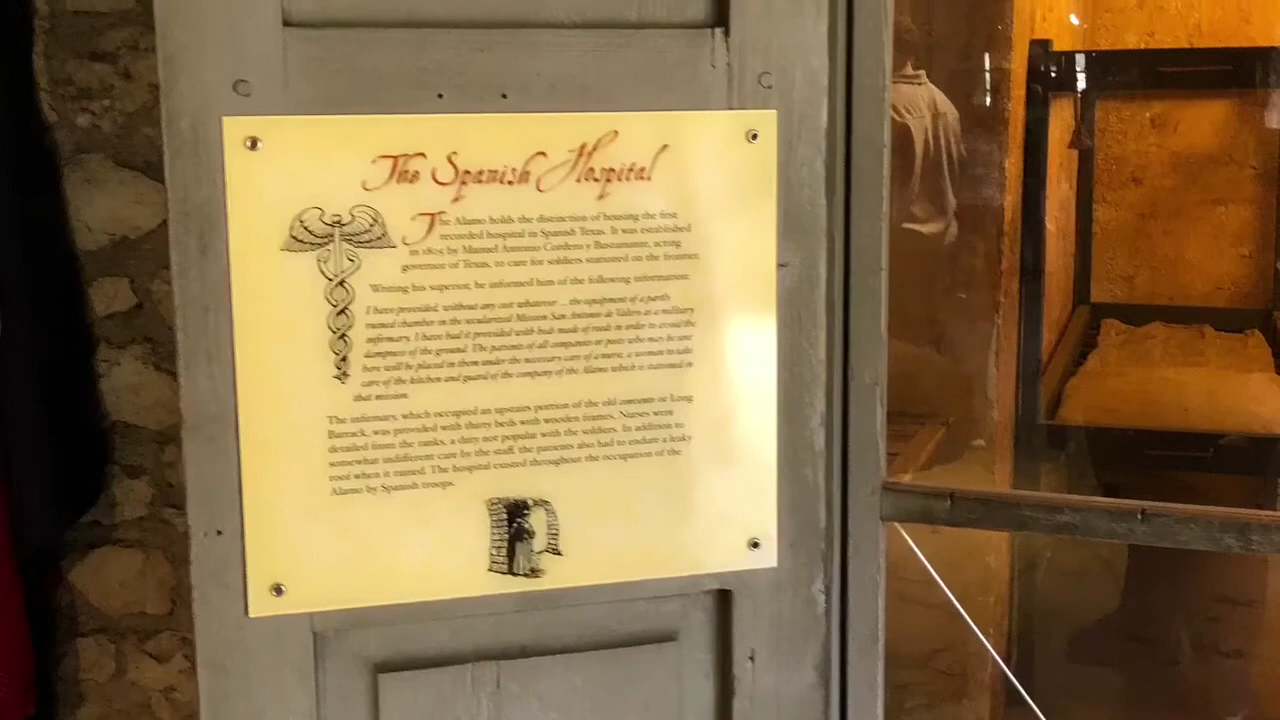 The Spanish Hospital
The Alamo holds the distinction of housing the first
recorded hospital in Spanish Texas. It was established
in 1805 by Manuel Antonio Cordero y Bustamante, acting
governor of Texas, to care for soldiers stationed on the frontier.
Writing his superior, he informed him of the following information:
I have provided, without any cost whatever ... the equipment of a partly
ruined chamber in the secularized Mission San Antonio de Valero as a military
infirmary. I have had it provided with beds made of reeds in order to avoid the
dampness of the ground. The patients of all companies or posts who may be sent
here will be placed in them under the necessary care of a nurse, a woman to take
care of the kitchen and guard of the company of the Alamo which is stationed in
that mission.
The infirmary, which occupied an upstairs portion of the old convento or Long
Barrack, was provided with thirty beds with wooden frames. Nurses were
detailed from the ranks, a duty not popular with the soldiers. In addition to
somewhat indifferent care by the staff, the patients also had to endure a leaky
roof when it rained. The hospital existed throughout the occupation of the
Alamo by Spanish troops.